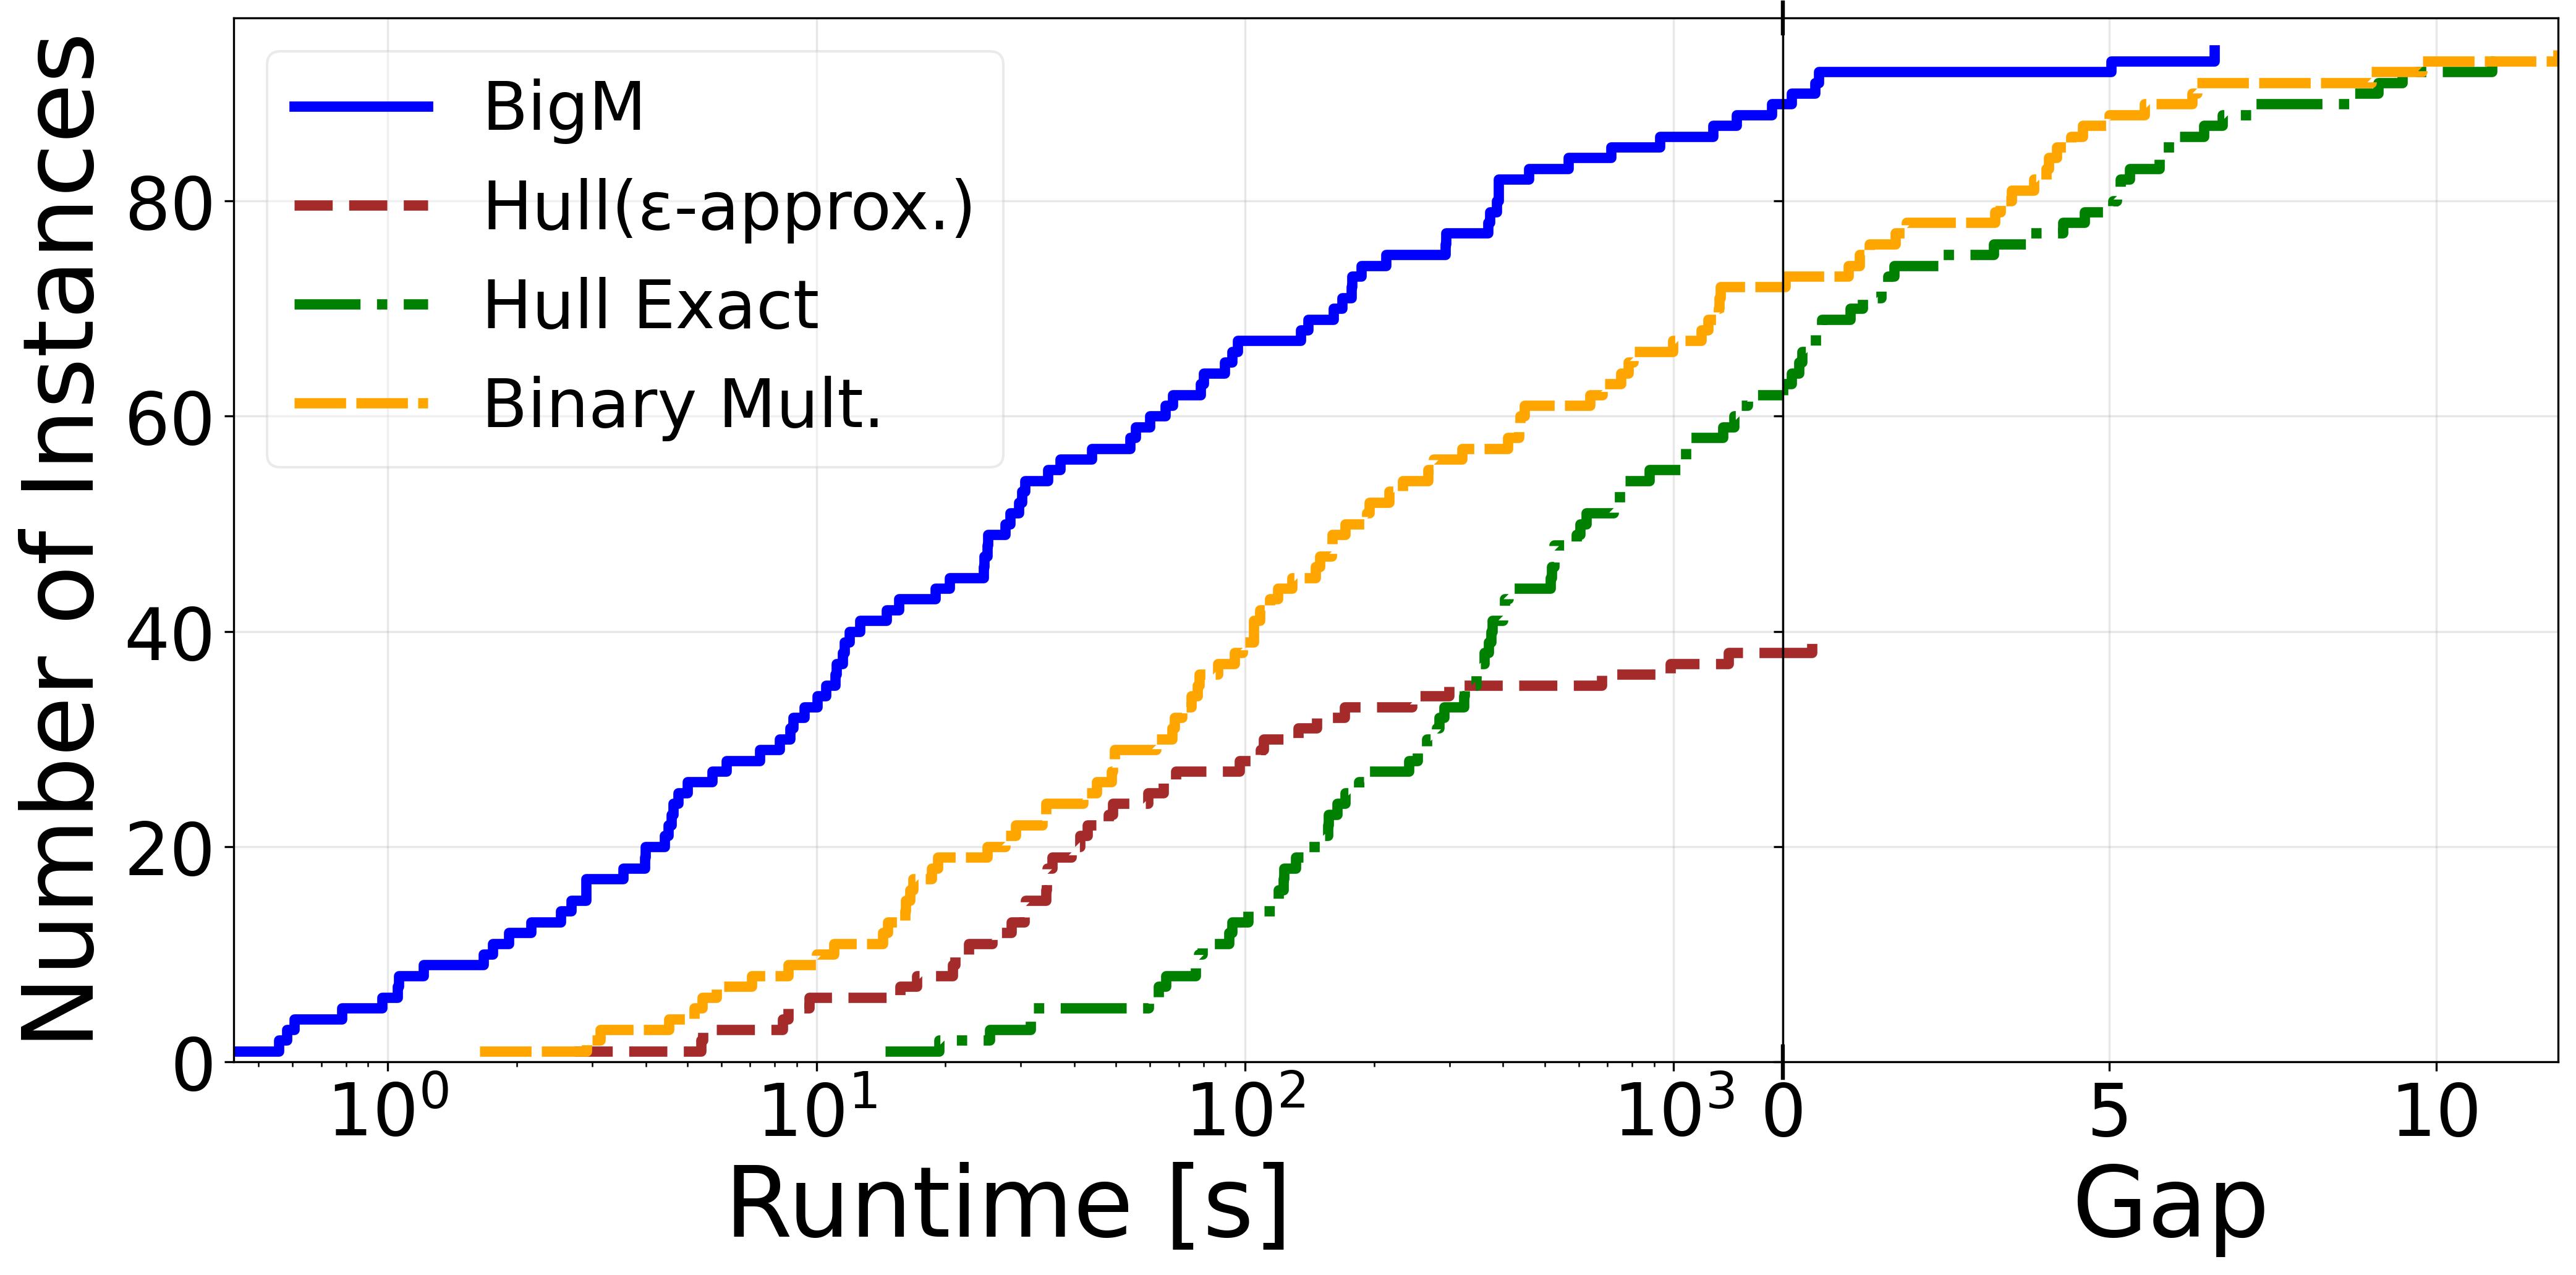 Number of Instances
80
60
40
20
0
BigM
Hull(ε-approx.)
Hull Exact
Binary Mult.
10⁰ 10¹ 10² 10³ 0 5 10
Runtime [s] Gap